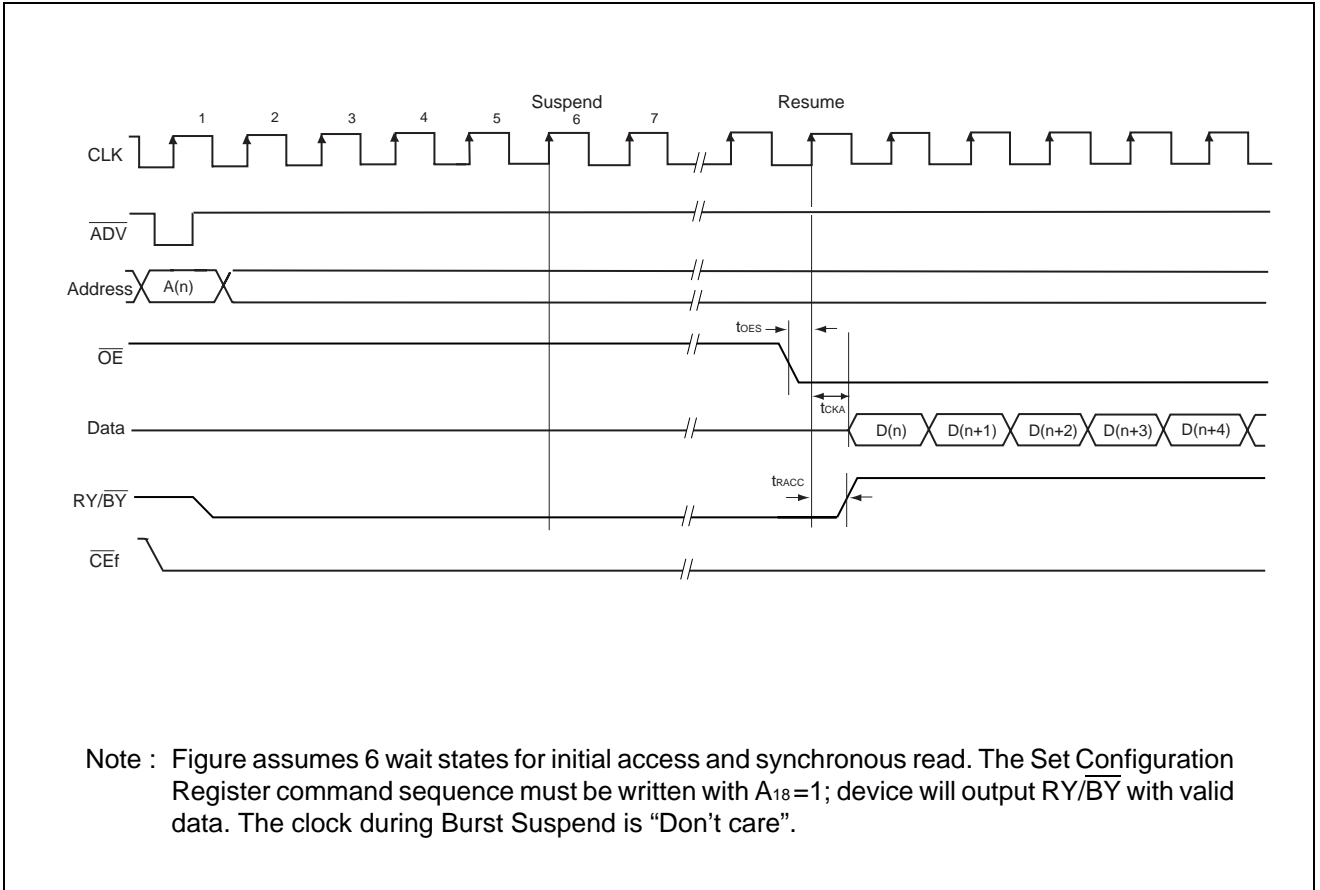 Suspend Resume
1 2 3 4 5 6 7
CLK
ADV
Address A(n)
tOES
OE
tCKA
Data D(n) D(n+1) D(n+2) D(n+3) D(n+4)
tRACC
RY/BY
CEf
Note : Figure assumes 6 wait states for initial access and synchronous read. The Set Configuration
Register command sequence must be written with A18=1; device will output RY/BY with valid
data. The clock during Burst Suspend is “Don’t care”.